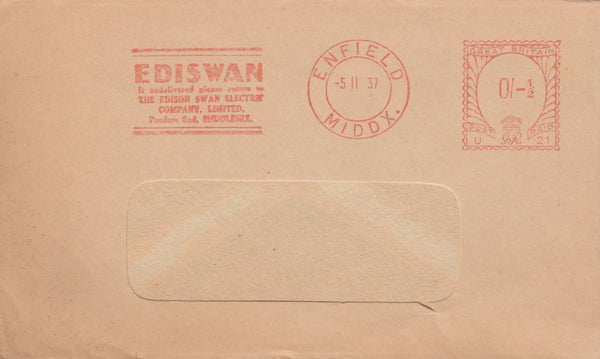 EDISWAN
If undelivered please return to
THE EDISON SWAN ELECTRIC
COMPANY, LIMITED.
Ponders End, MIDDLESEX.
ENFIELD
-5 II 37
MIDDX.
GREAT BRITAIN
0/-½
POSTAGE PAID
U 21